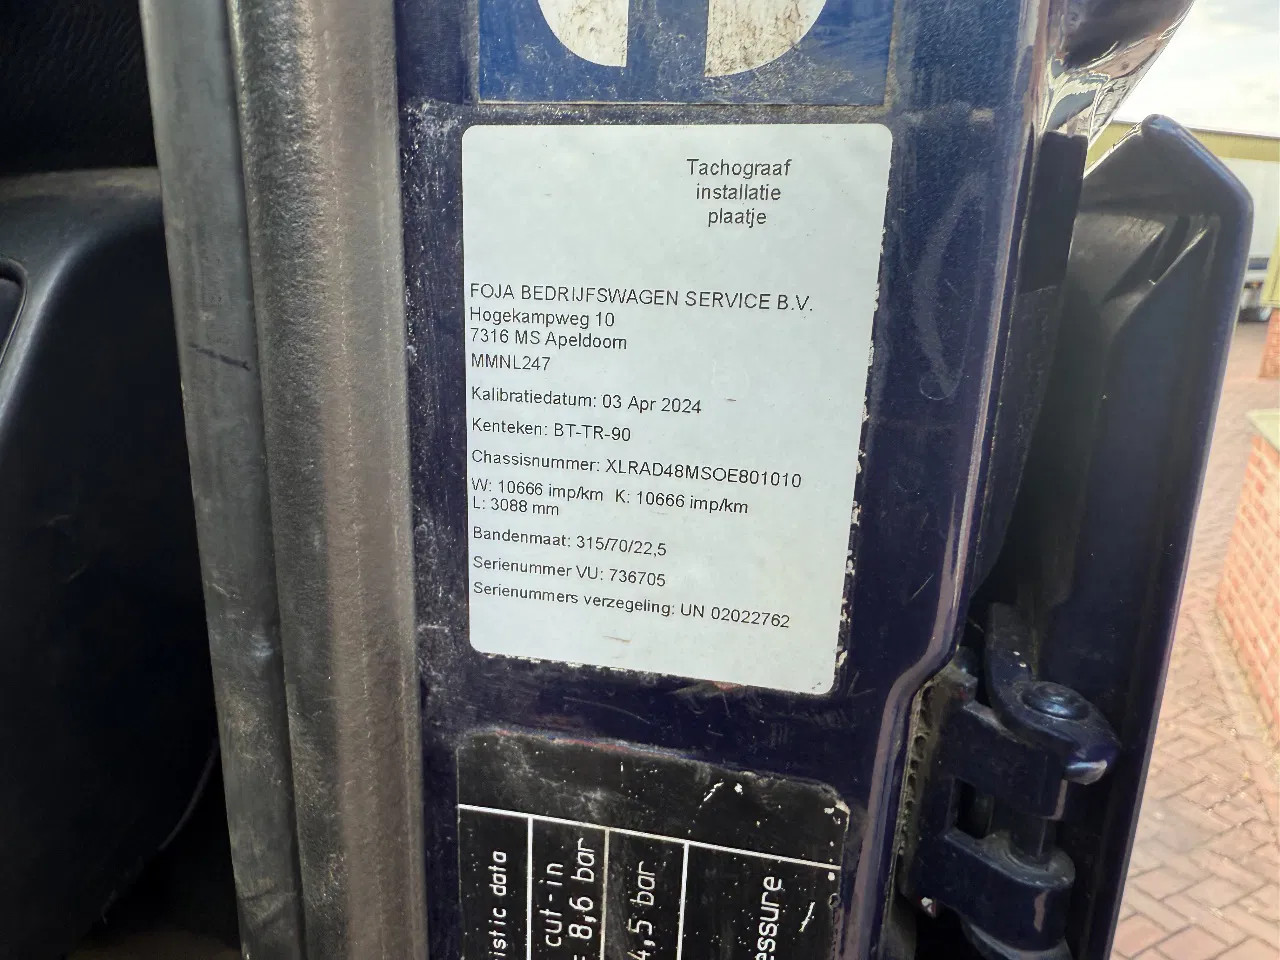 Tachograaf
installatie
plaatje
FOJA BEDRIJFSWAGEN SERVICE B.V.
Hogekampweg 10
7316 MS Apeldoorn
MMNL247
Kalibratiedatum: 03 Apr 2024
Kenteken: BT-TR-90
Chassisnummer: XLRAD48MSOE801010
W: 10666 imp/km K: 10666 imp/km
L: 3088 mm
Bandenmaat: 315/70/22,5
Serienummer VU: 736705
Serienummers verzegeling: UN 02022762
istic data
cut-in
= 8,6 bar
4,5 bar
essure